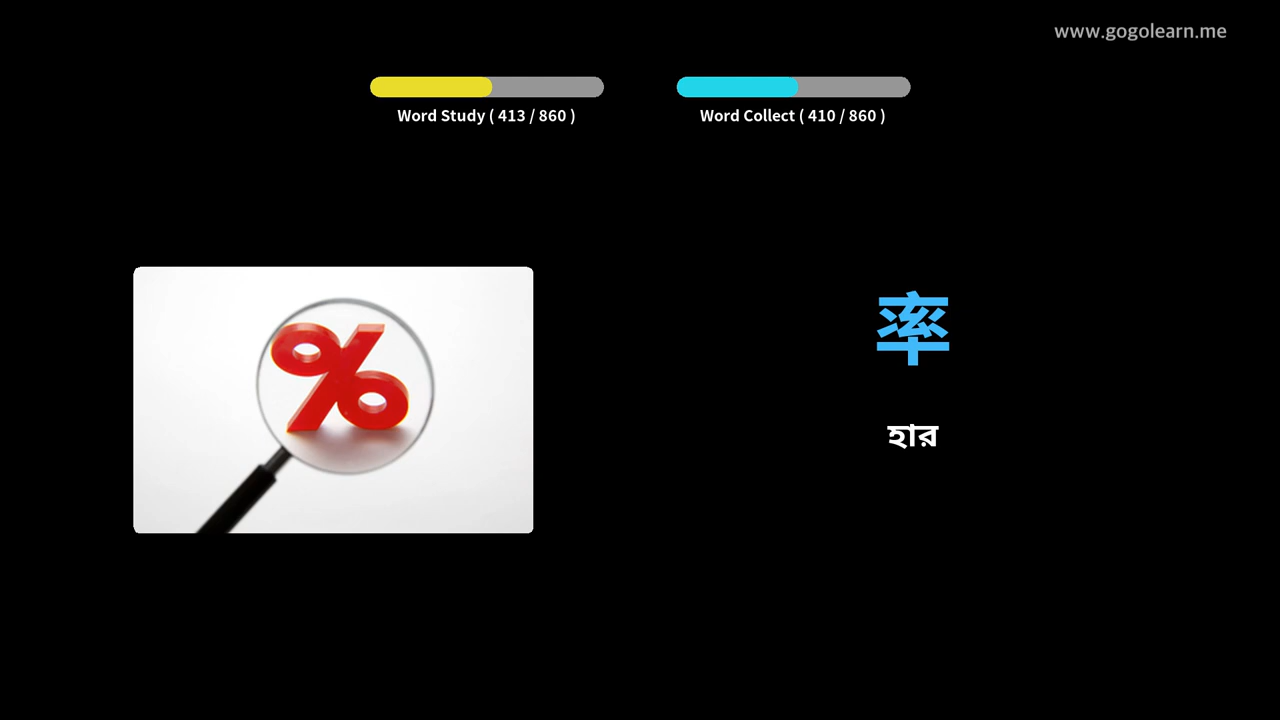 www.gogolearn.me
Word Study ( 413 / 860 )
Word Collect ( 410 / 860 )
%
率
হার